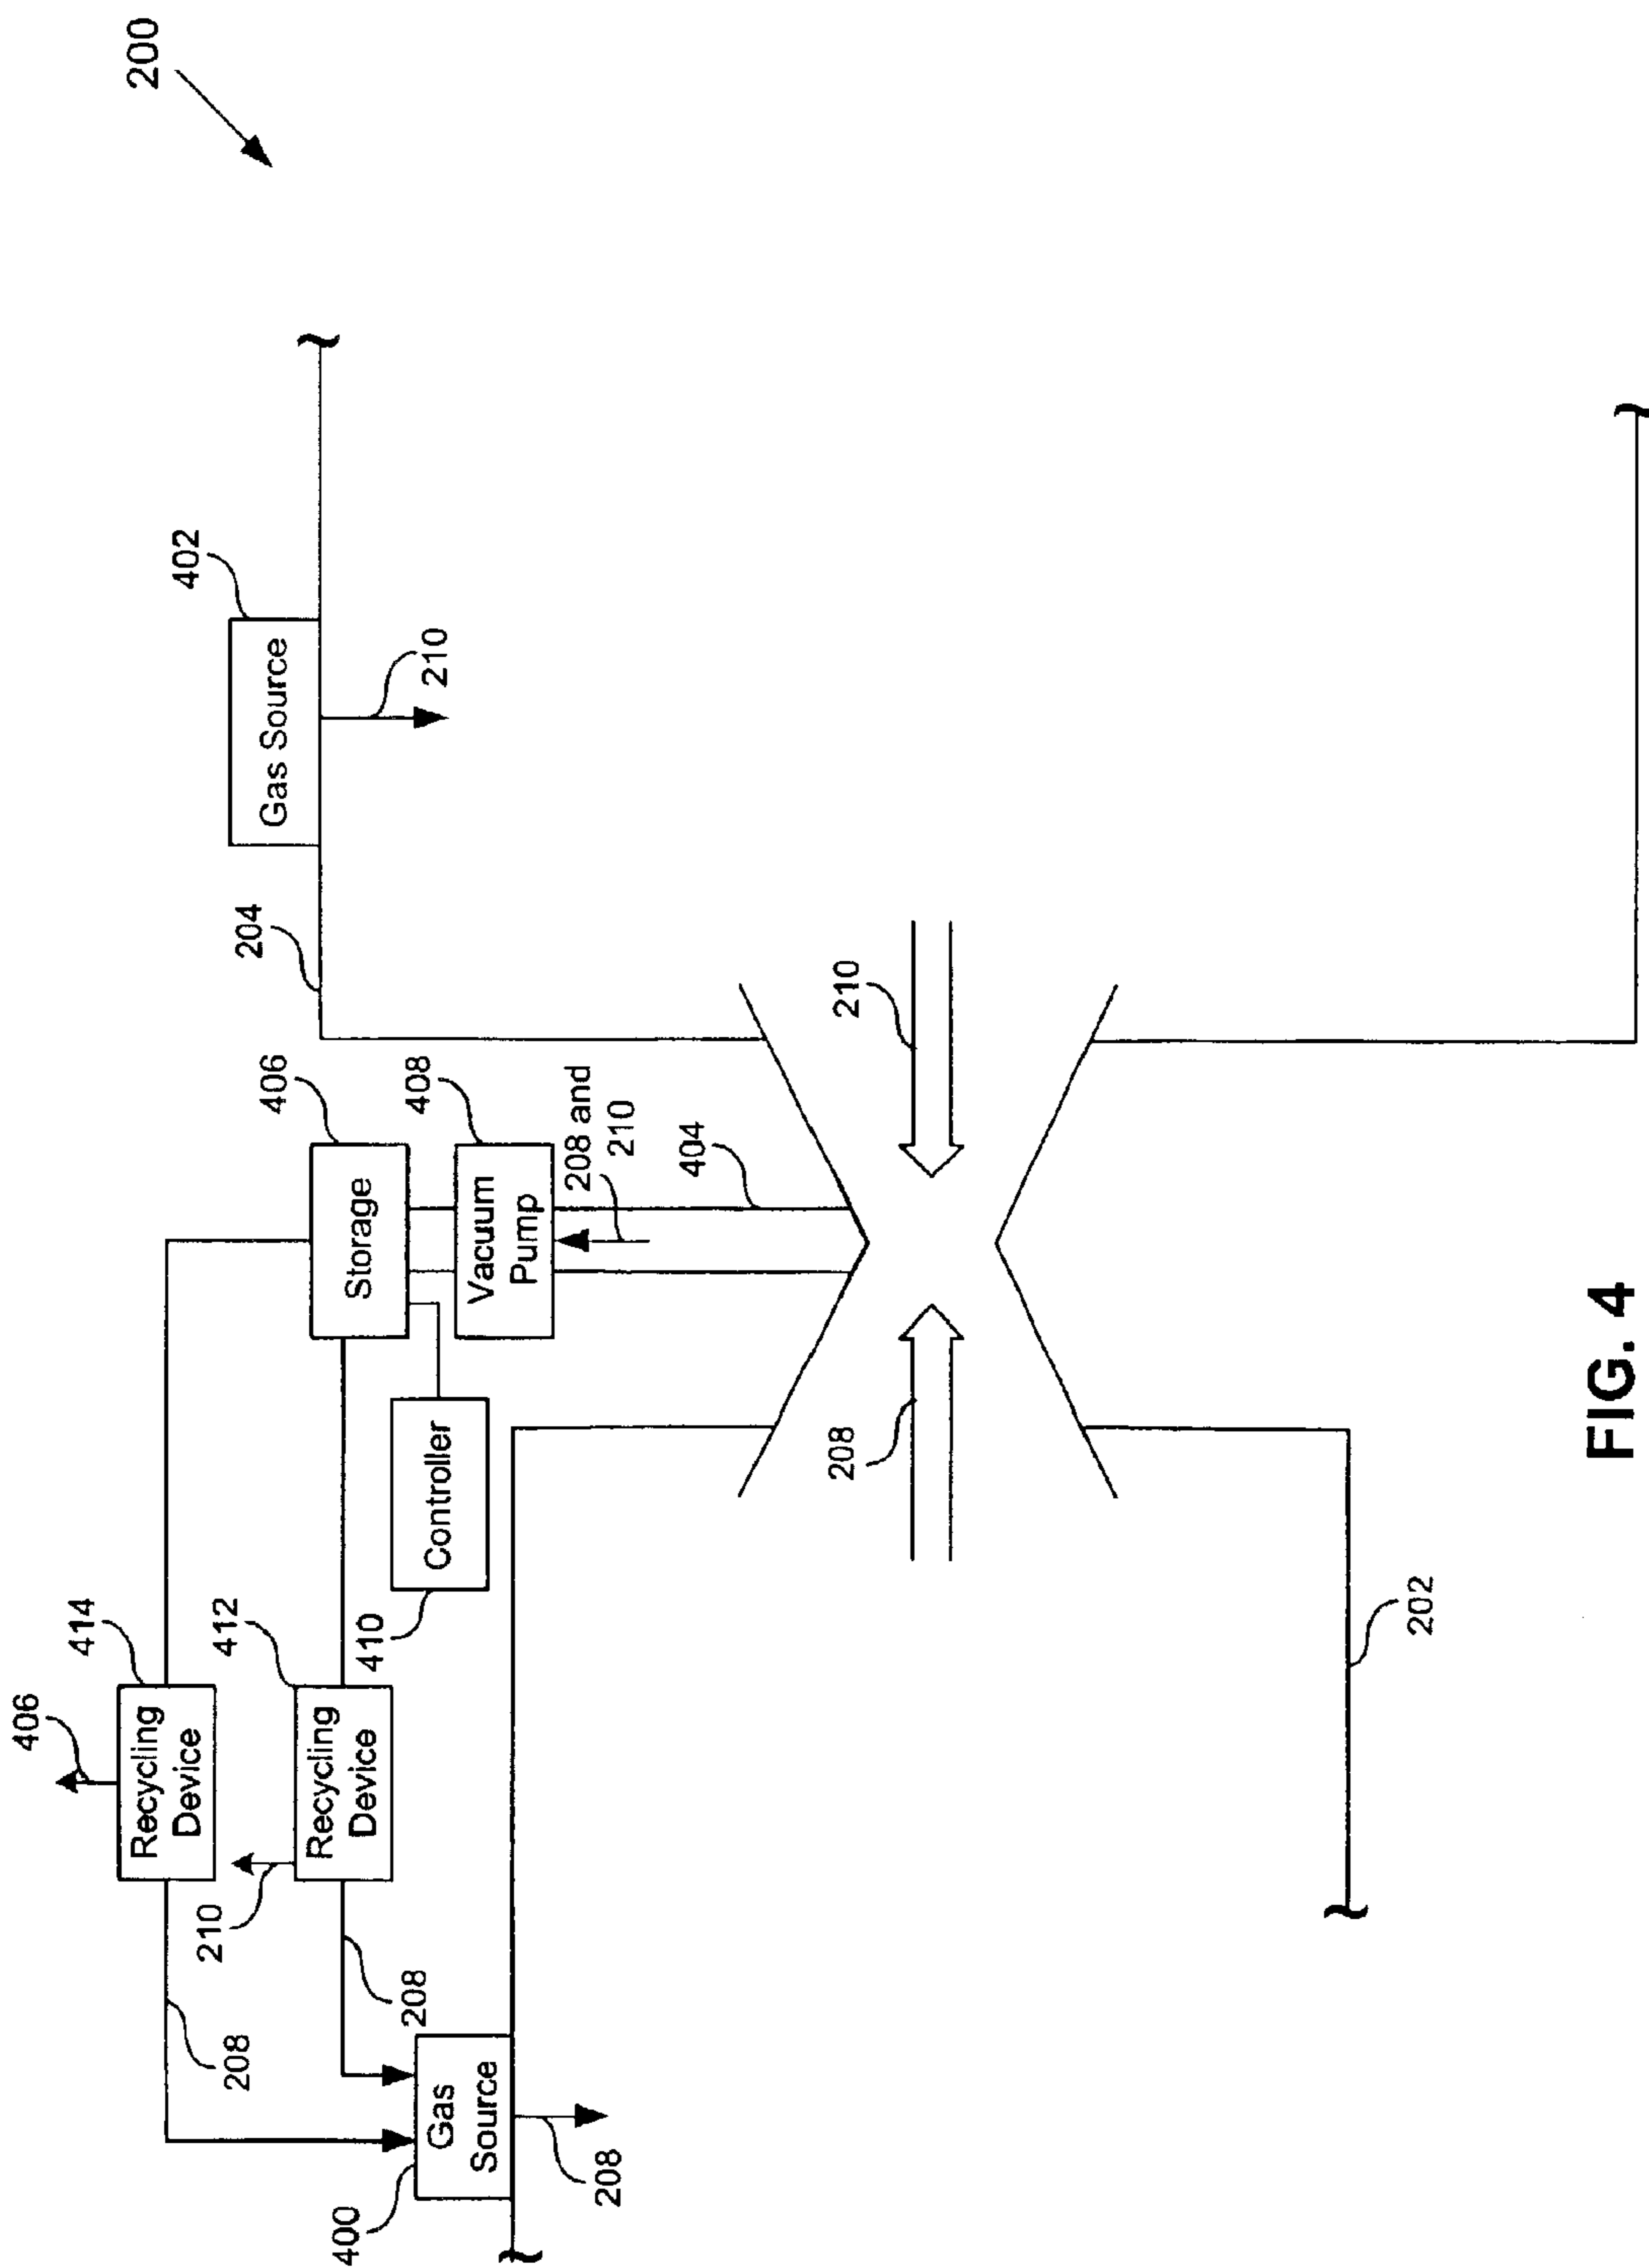 200
402
Gas Source
210
204
406
Storage
408
Vacuum
Pump
208 and
210
404
210
208
414
406
Recycling
Device
412
Recycling
Device
210
Controller
410
208
208
Gas
Source
400
208
202
FIG. 4